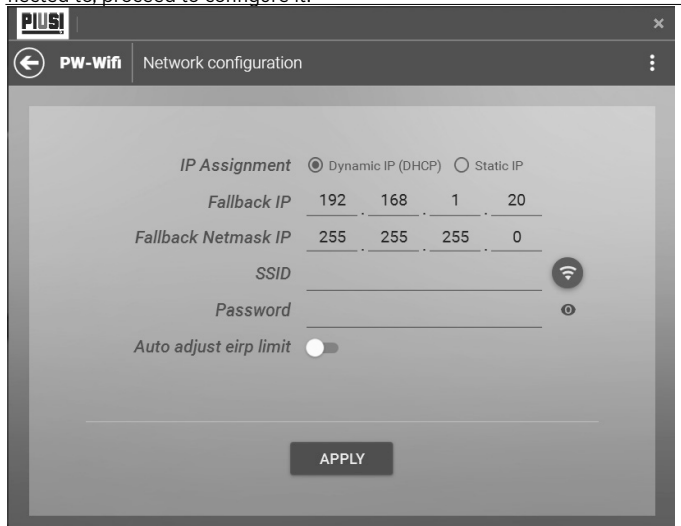 nected to, proceed to configure it.
PIUSI
PW-Wifi Network configuration
IP Assignment Dynamic IP (DHCP) Static IP
Fallback IP 192 . 168 . 1 . 20
Fallback Netmask IP 255 . 255 . 255 . 0
SSID
Password
Auto adjust eirp limit
APPLY